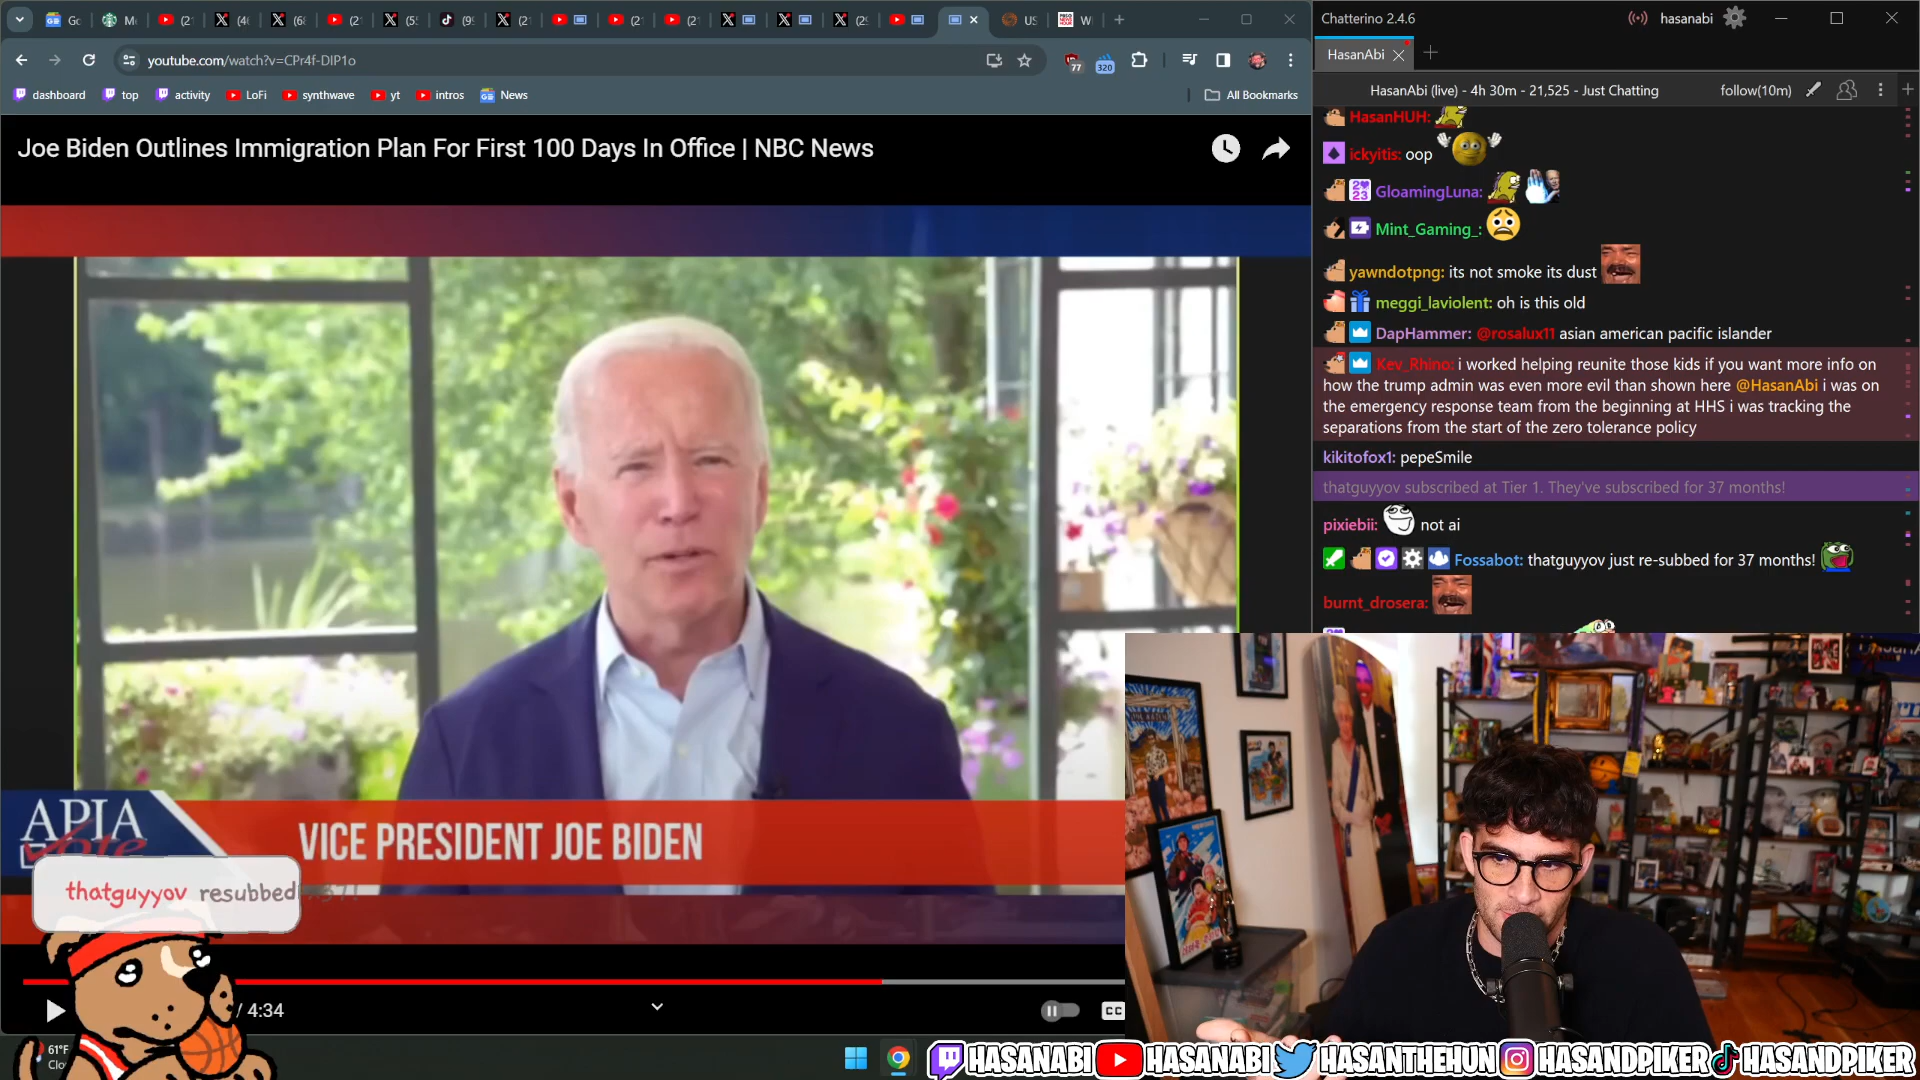 youtube.com/watch?v=CPr4f-DIP1o
77
320
dashboard
top
activity
LoFi
synthwave
yt
intros
News
All Bookmarks
Joe Biden Outlines Immigration Plan For First 100 Days In Office | NBC News
APIA
Vote
VICE PRESIDENT JOE BIDEN
thatguyyov resubbed
/ 4:34
CC
61°F
Chatterino 2.4.6
hasanabi
HasanAbi
HasanAbi (live) - 4h 30m - 21,525 - Just Chatting
follow(10m)
HasanHUH:
ickyitis: oop
GloamingLuna:
Mint_Gaming_:
yawndotpng: its not smoke its dust
meggi_laviolent: oh is this old
DapHammer: @rosalux11 asian american pacific islander
Kev_Rhino: i worked helping reunite those kids if you want more info on
how the trump admin was even more evil than shown here @HasanAbi i was on
the emergency response team from the beginning at HHS i was tracking the
separations from the start of the zero tolerance policy
kikitofox1: pepeSmile
thatguyyov subscribed at Tier 1. They've subscribed for 37 months!
pixiebii: not ai
Fossabot: thatguyyov just re-subbed for 37 months!
burnt_drosera:
HASANABI HASANABI HASANTHEHUN HASANDPIKER HASANDPIKER